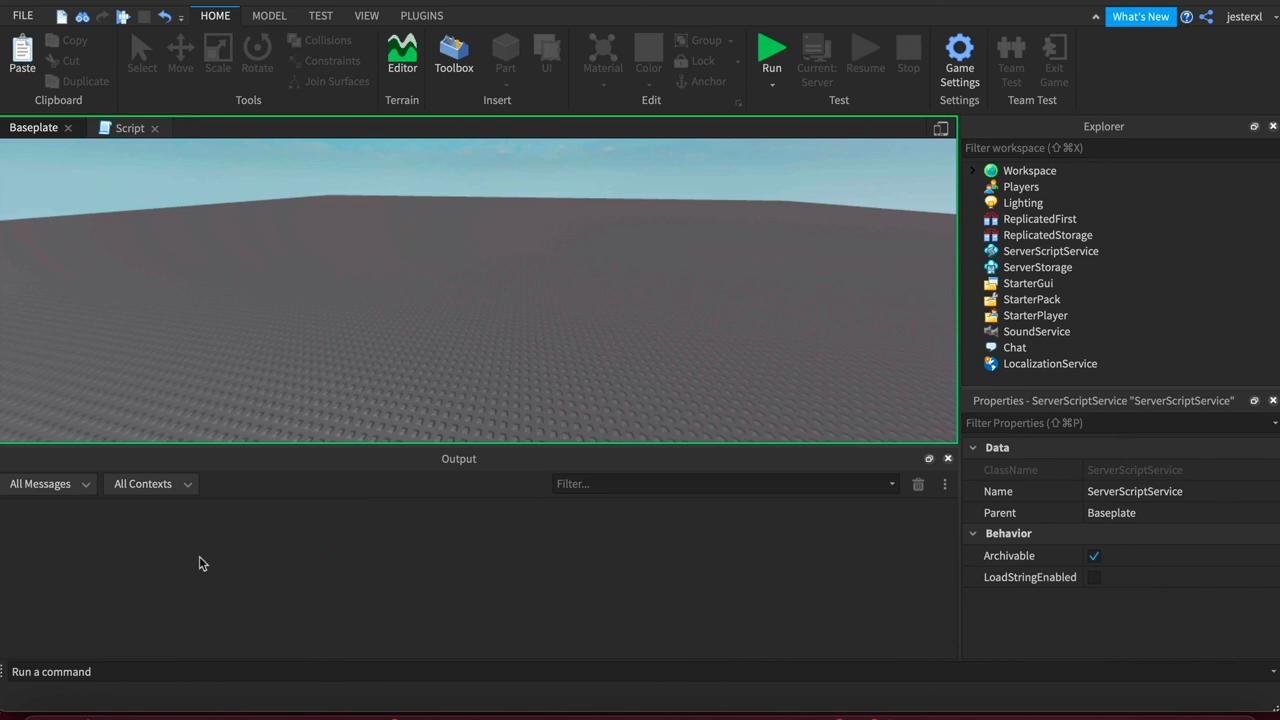 FILE HOME MODEL TEST VIEW PLUGINS What's New jesterxl
Paste Copy Cut Duplicate
Clipboard
Select Move Scale Rotate Collisions Constraints Join Surfaces
Tools
Editor
Terrain
Toolbox Part UI
Insert
Material Color Group Lock Anchor
Edit
Run Current: Server Resume Stop
Test
Game Settings
Settings
Team Test Exit Game
Team Test
Baseplate Script
Explorer
Filter workspace (⇧⌘X)
Workspace
Players
Lighting
ReplicatedFirst
ReplicatedStorage
ServerScriptService
ServerStorage
StarterGui
StarterPack
StarterPlayer
SoundService
Chat
LocalizationService
Properties - ServerScriptService "ServerScriptService"
Filter Properties (⇧⌘P)
Data
ClassName ServerScriptService
Name ServerScriptService
Parent Baseplate
Behavior
Archivable
LoadStringEnabled
Output
All Messages All Contexts Filter...
Run a command